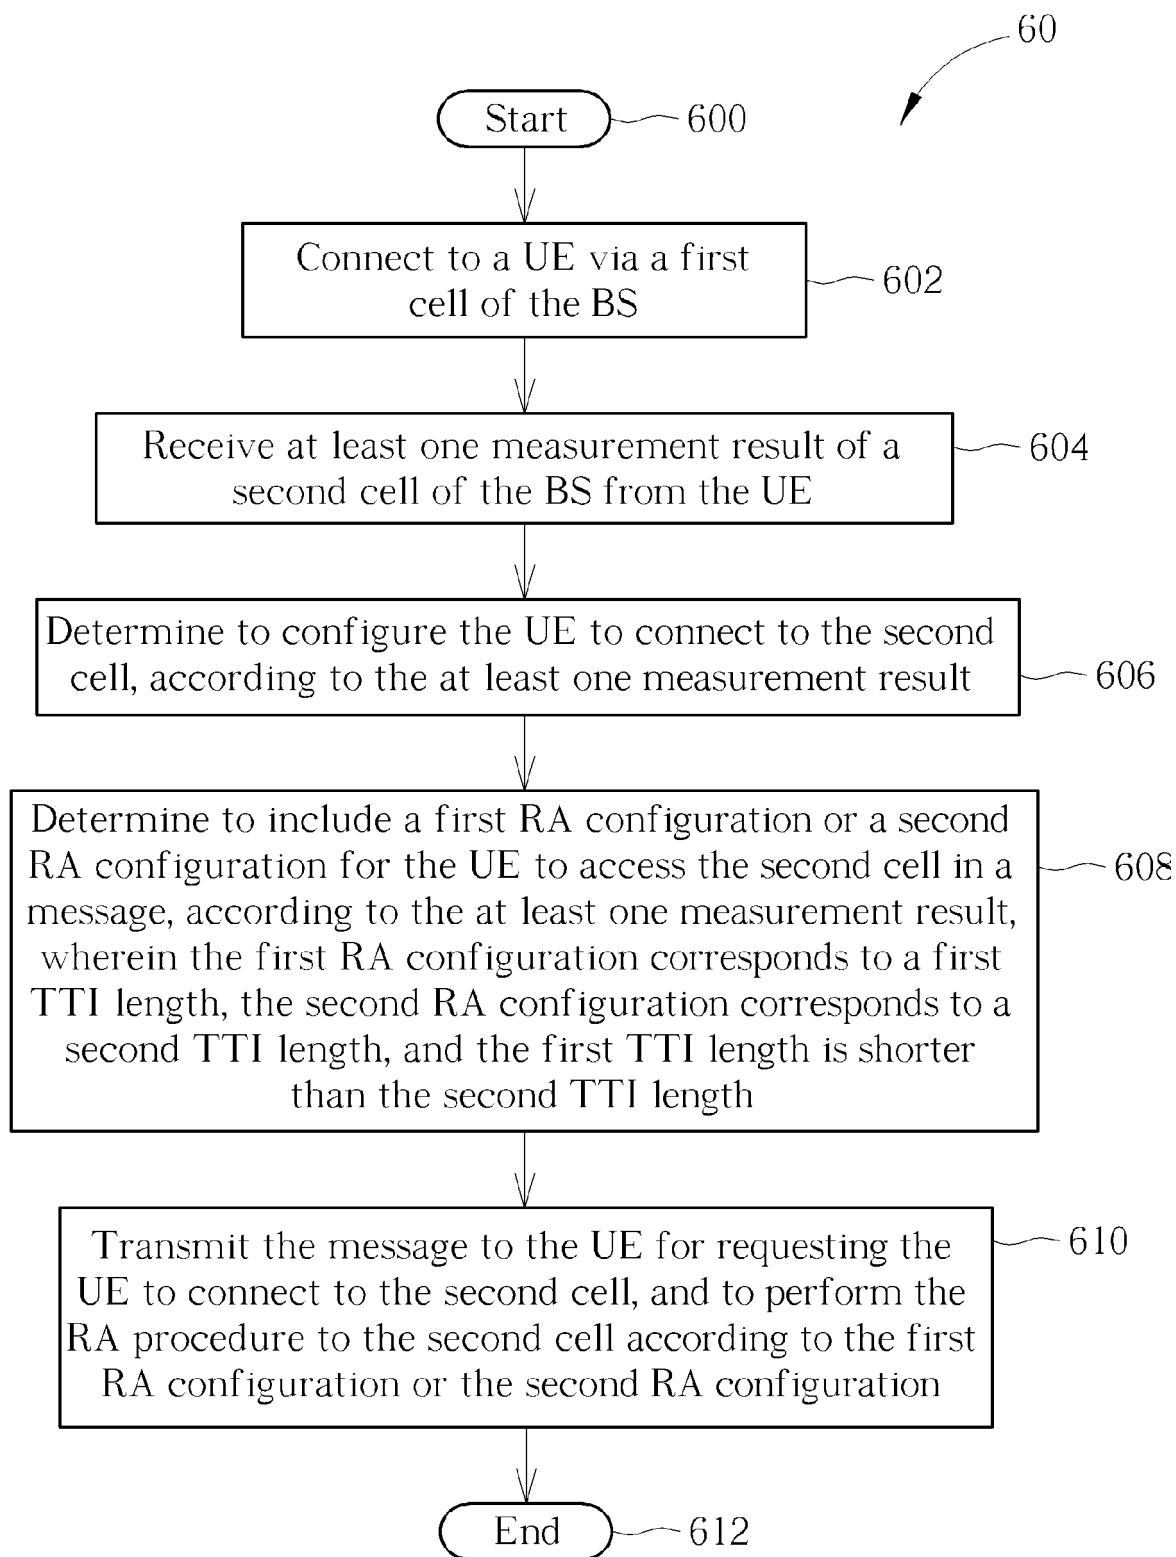 60
Start
600
Connect to a UE via a first
cell of the BS
602
Receive at least one measurement result of a
second cell of the BS from the UE
604
Determine to configure the UE to connect to the second
cell, according to the at least one measurement result
606
Determine to include a first RA configuration or a second
RA configuration for the UE to access the second cell in a
message, according to the at least one measurement result,
wherein the first RA configuration corresponds to a first
TTI length, the second RA configuration corresponds to a
second TTI length, and the first TTI length is shorter
than the second TTI length
608
Transmit the message to the UE for requesting the
UE to connect to the second cell, and to perform the
RA procedure to the second cell according to the first
RA configuration or the second RA configuration
610
End
612